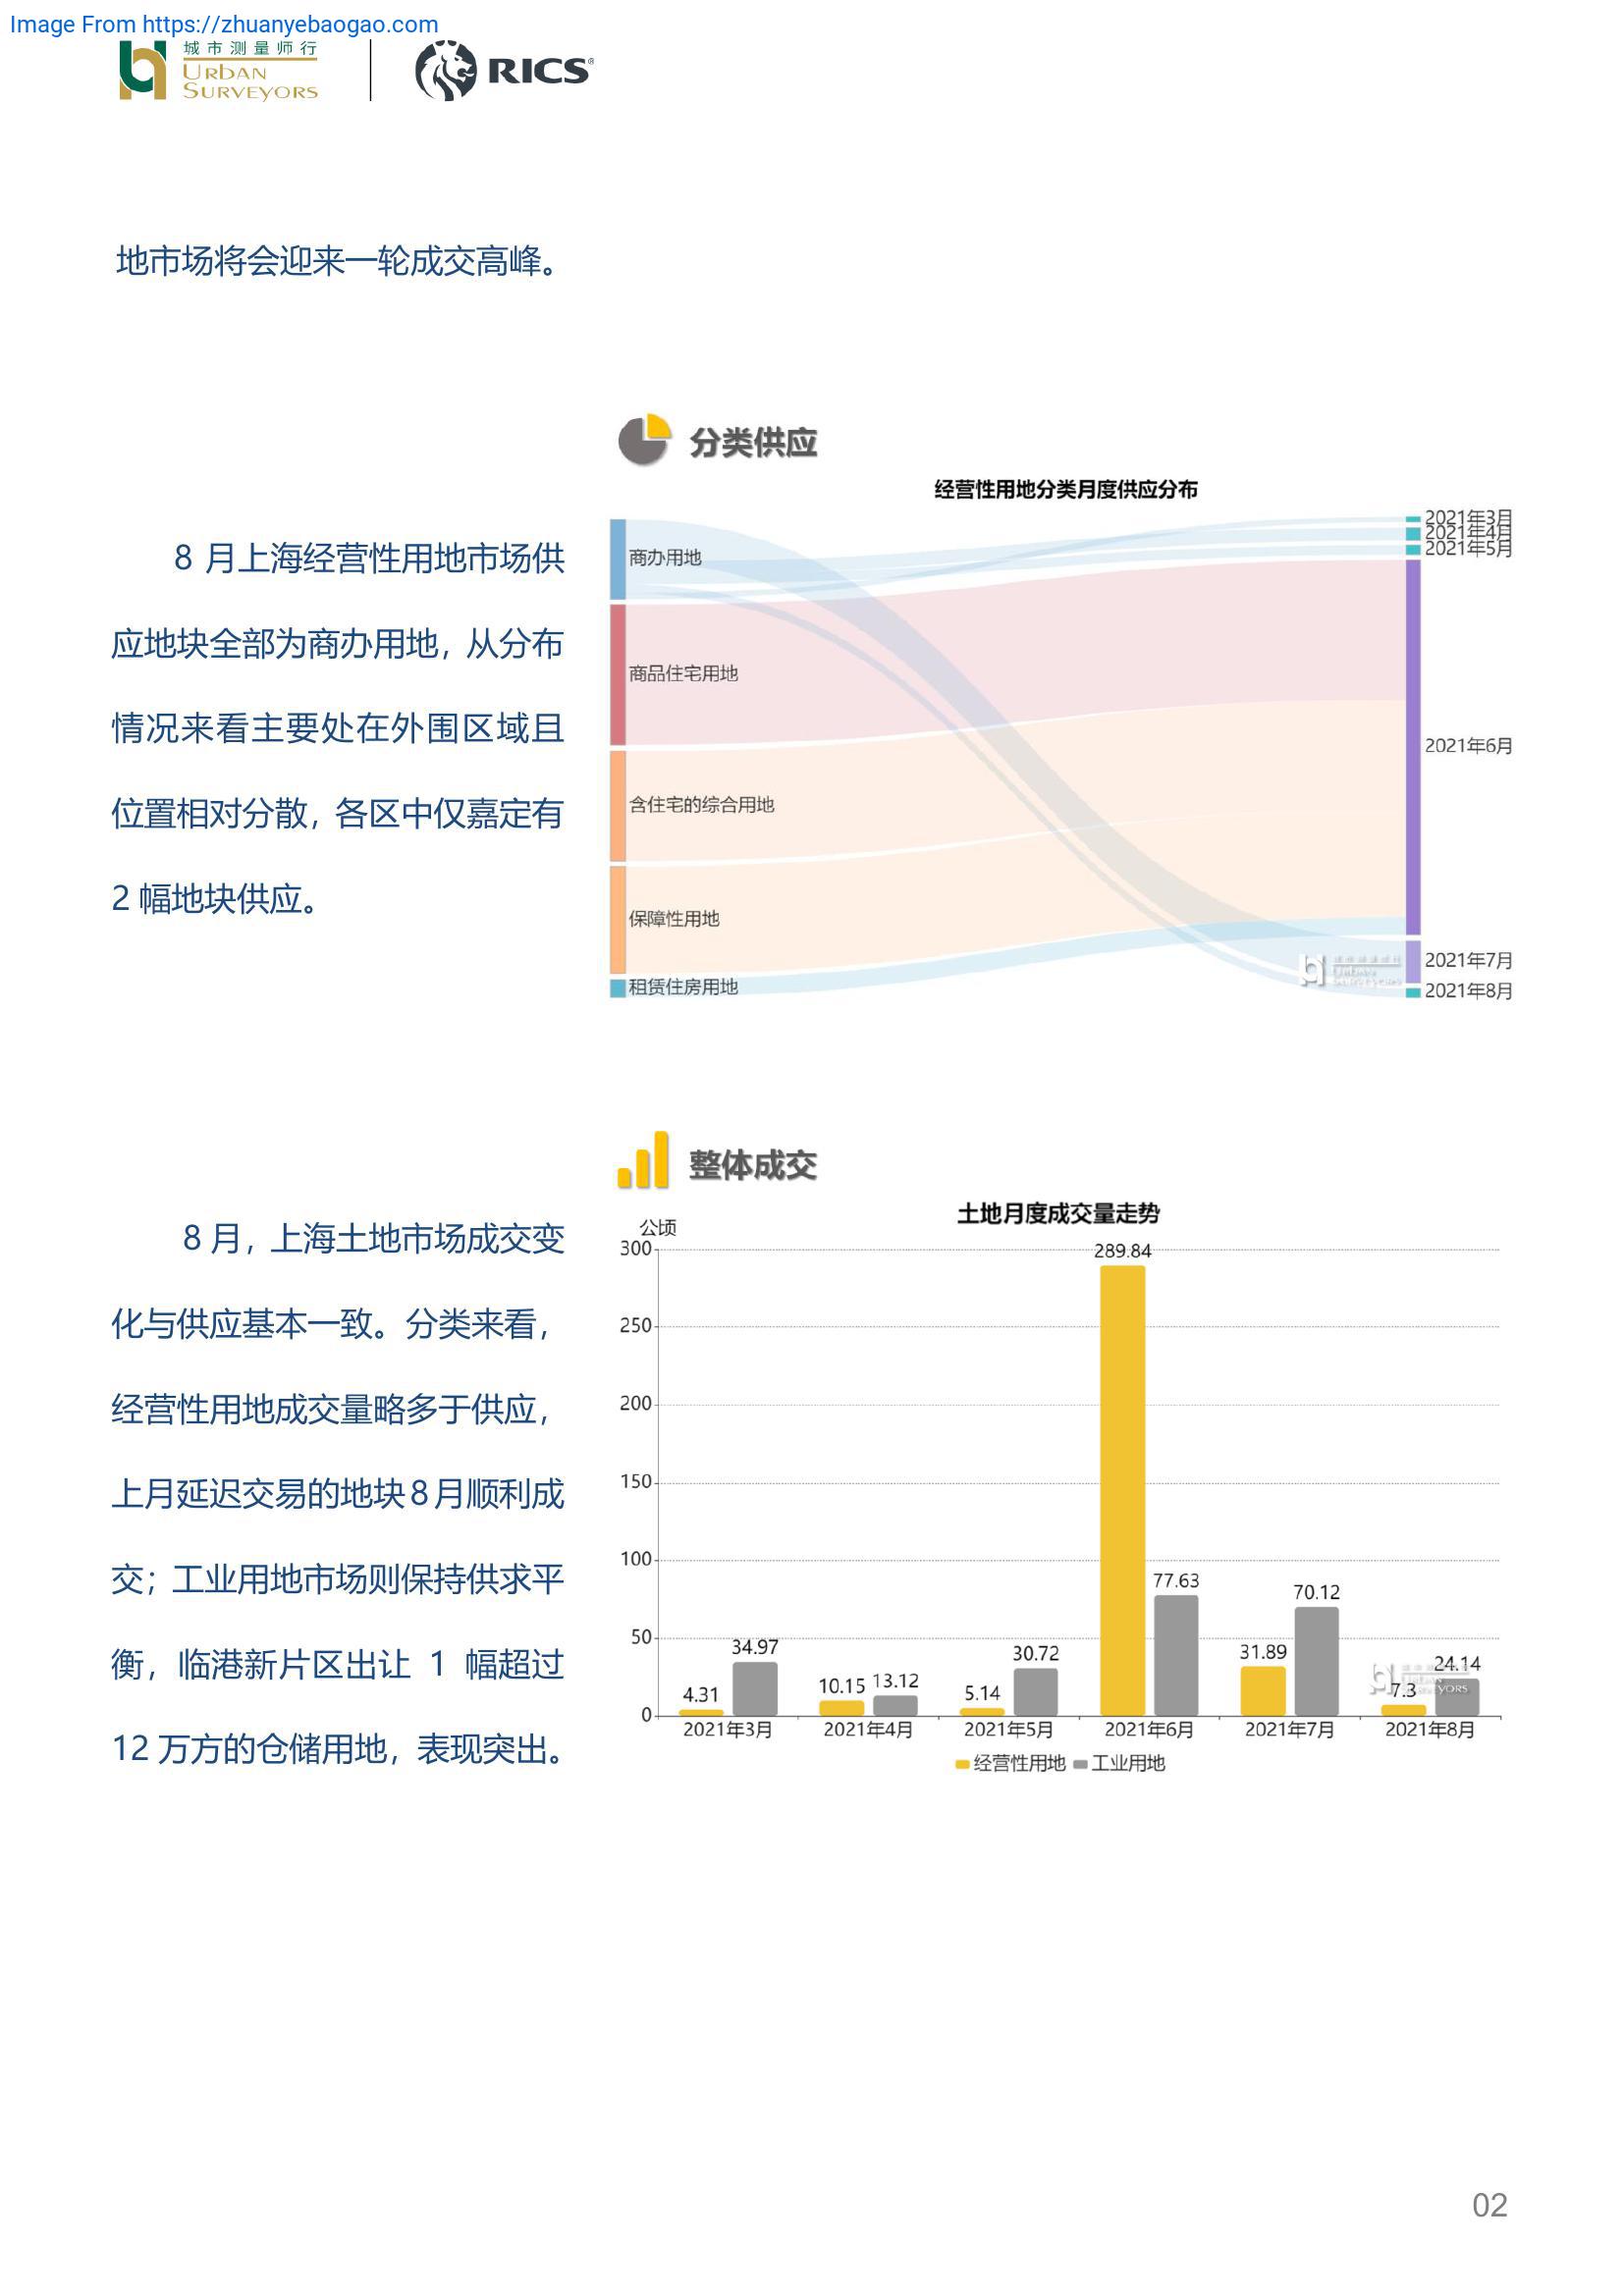 Image From https://zhuanyebaogao.com
城市测量师行
URBAN
SURVEYORS
RICS®
地市场将会迎来一轮成交高峰。
分类供应
经营性用地分类月度供应分布
8 月上海经营性用地市场供
应地块全部为商办用地，从分布
情况来看主要处在外围区域且
位置相对分散，各区中仅嘉定有
2 幅地块供应。
商办用地
商品住宅用地
含住宅的综合用地
保障性用地
租赁住房用地
2021年3月
2021年4月
2021年5月
2021年6月
2021年7月
2021年8月
城市测量师行
URBAN
SURVEYORS
整体成交
土地月度成交量走势
8 月，上海土地市场成交变
化与供应基本一致。分类来看，
经营性用地成交量略多于供应，
上月延迟交易的地块 8 月顺利成
交；工业用地市场则保持供求平
衡，临港新片区出让 1 幅超过
12 万方的仓储用地，表现突出。
公顷
300
250
200
150
100
50
0
4.31
34.97
10.15
13.12
5.14
30.72
289.84
77.63
31.89
70.12
7.3
24.14
2021年3月
2021年4月
2021年5月
2021年6月
2021年7月
2021年8月
经营性用地
工业用地
02